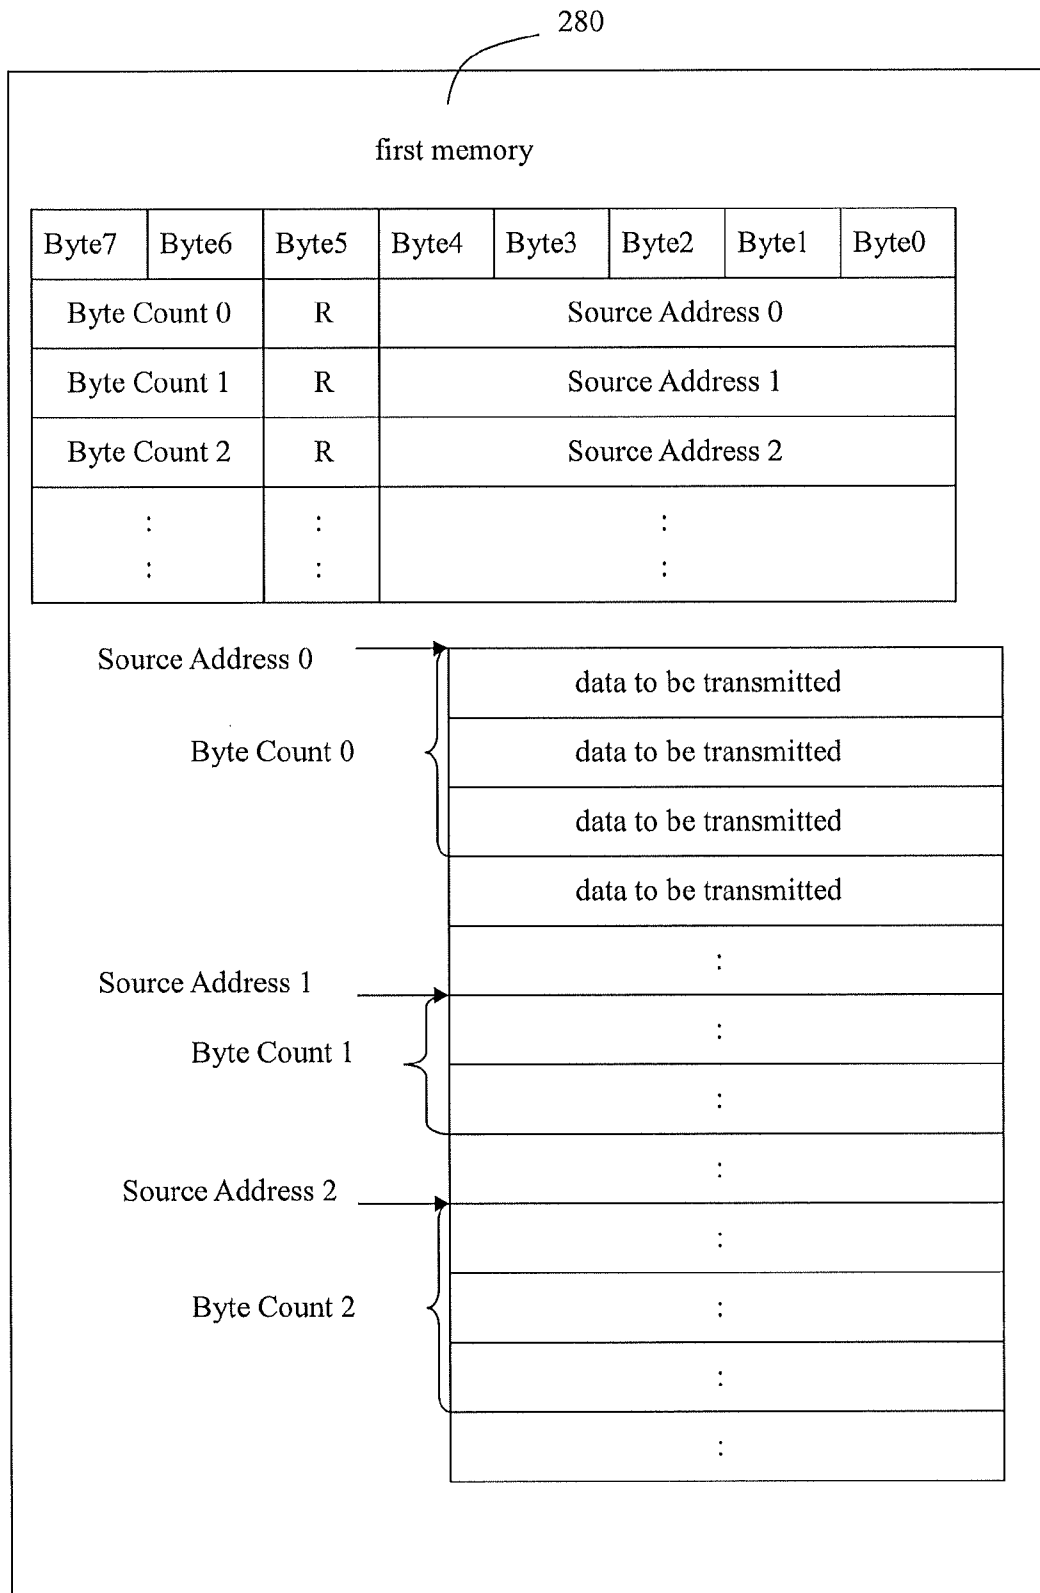 280
first memory
Byte7 Byte6 Byte5 Byte4 Byte3 Byte2 Byte1 Byte0
Byte Count 0 R Source Address 0
Byte Count 1 R Source Address 1
Byte Count 2 R Source Address 2
: : :
: : :
Source Address 0
data to be transmitted
Byte Count 0 data to be transmitted
data to be transmitted
data to be transmitted
:
Source Address 1
:
Byte Count 1
:
:
Source Address 2
:
Byte Count 2 :
:
: